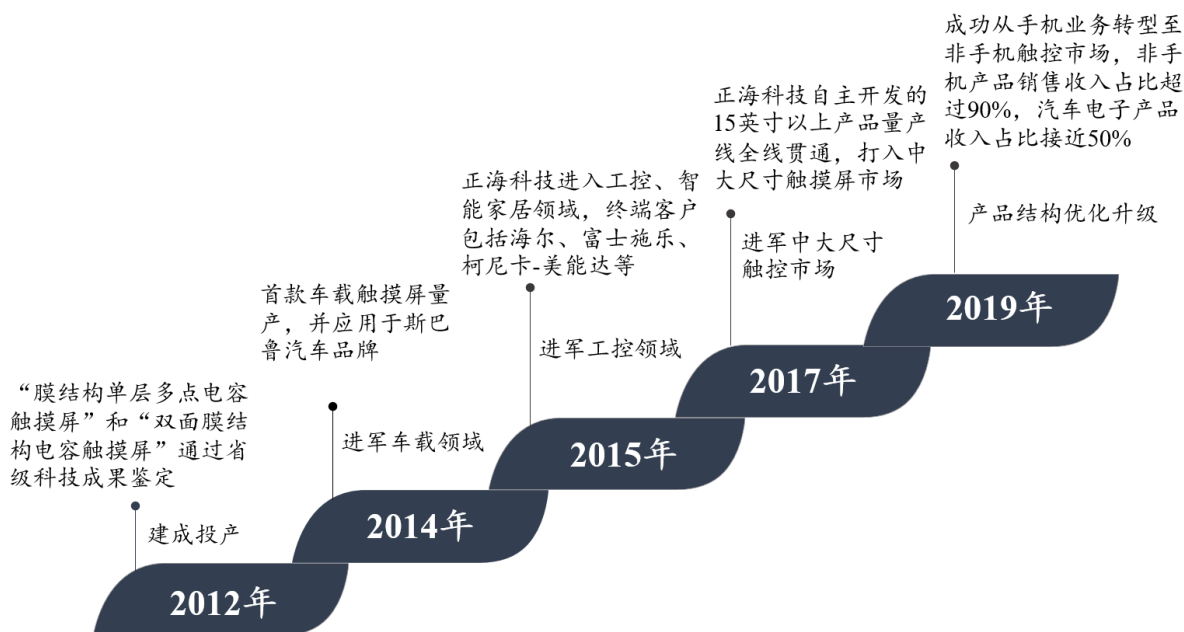 “膜结构单层多点电容
触摸屏”和“双面膜结
构电容触摸屏”通过省
级科技成果鉴定
建成投产
2012年
首款车载触摸屏量
产，并应用于斯巴
鲁汽车品牌
进军车载领域
2014年
正海科技进入工控、智
能家居领域，终端客户
包括海尔、富士施乐、
柯尼卡-美能达等
进军工控领域
2015年
正海科技自主开发的
15英寸以上产品量产
线全线贯通，打入中
大尺寸触摸屏市场
进军中大尺寸
触控市场
2017年
成功从手机业务转型至
非手机触控市场，非手
机产品销售收入占比超
过90%，汽车电子产品
收入占比接近50%
产品结构优化升级
2019年